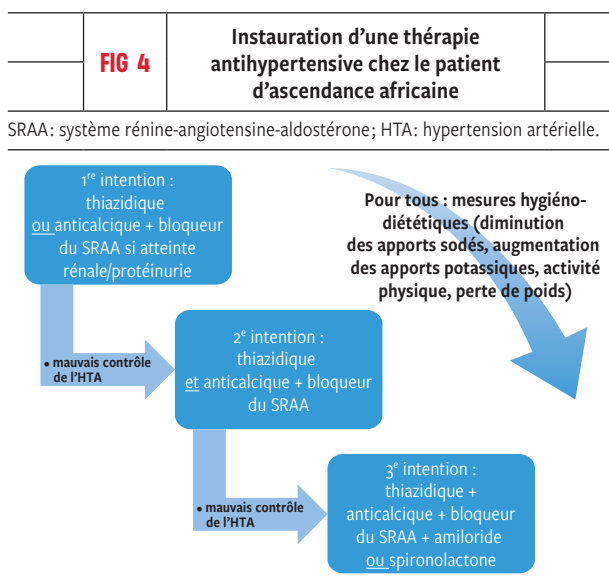 FIG 4
Instauration d'une thérapie
antihypertensive chez le patient
d'ascendance africaine
SRAA : système rénine-angiotensine-aldostérone ; HTA : hypertension artérielle.
1re intention :
thiazidique
ou anticalcique + bloqueur
du SRAA si atteinte
rénale/protéinurie
Pour tous : mesures hygiéno-
diététiques (diminution
des apports sodés, augmentation
des apports potassiques, activité
physique, perte de poids)
• mauvais contrôle
de l'HTA
2e intention :
thiazidique
et anticalcique + bloqueur
du SRAA
• mauvais contrôle
de l'HTA
3e intention :
thiazidique +
anticalcique + bloqueur
du SRAA + amiloride
ou spironolactone